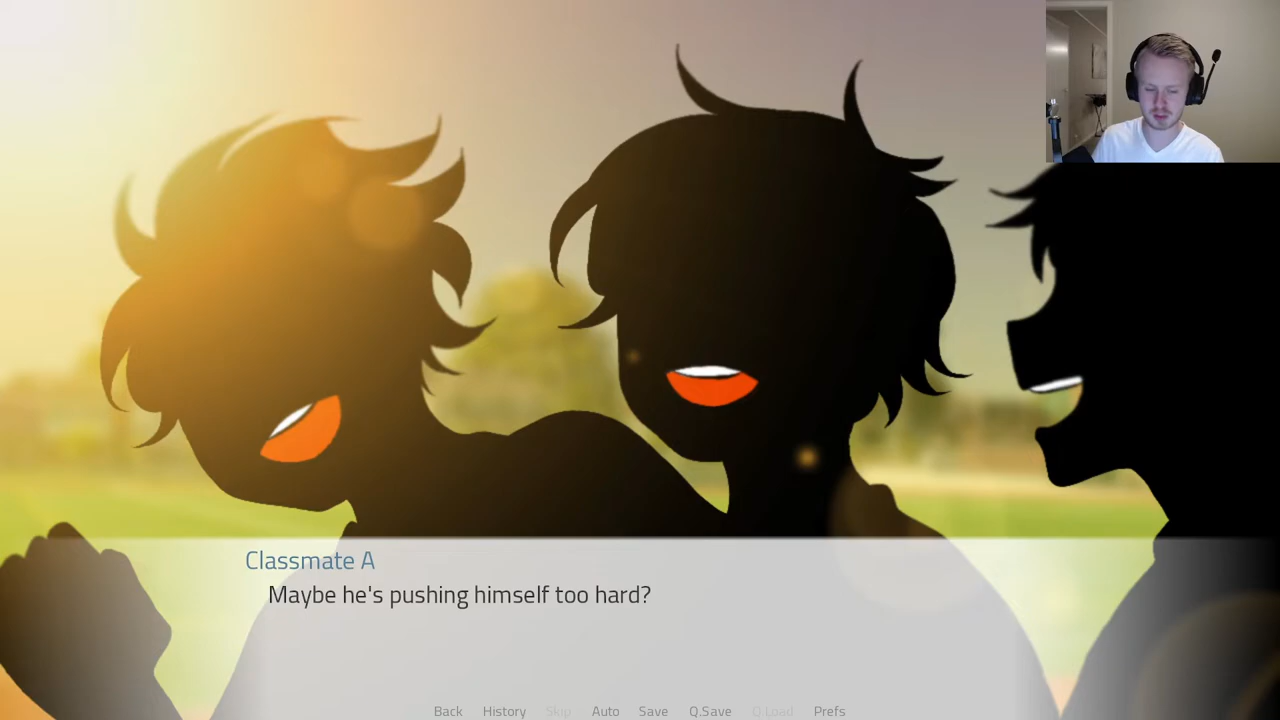 Classmate A
Maybe he's pushing himself too hard?
Back History Skip Auto Save Q.Save Q.Load Prefs